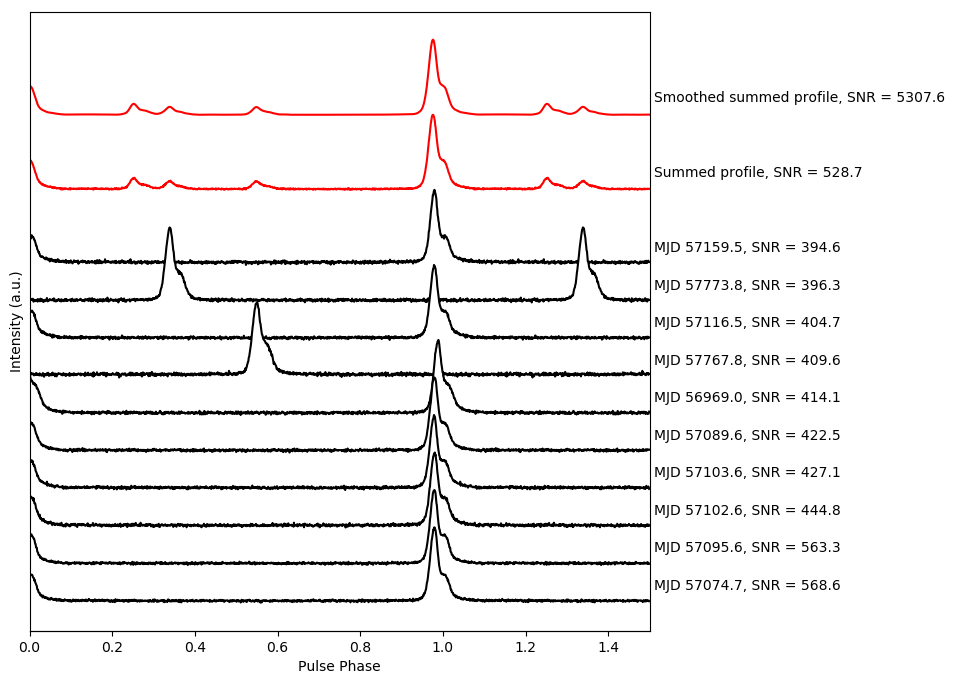 Smoothed summed profile, SNR = 5307.6
Summed profile, SNR = 528.7
MJD 57159.5, SNR = 394.6
MJD 57773.8, SNR = 396.3
MJD 57116.5, SNR = 404.7
MJD 57767.8, SNR = 409.6
MJD 56969.0, SNR = 414.1
MJD 57089.6, SNR = 422.5
MJD 57103.6, SNR = 427.1
MJD 57102.6, SNR = 444.8
MJD 57095.6, SNR = 563.3
MJD 57074.7, SNR = 568.6
Intensity (a.u.)
0.0 0.2 0.4 0.6 0.8 1.0 1.2 1.4
Pulse Phase